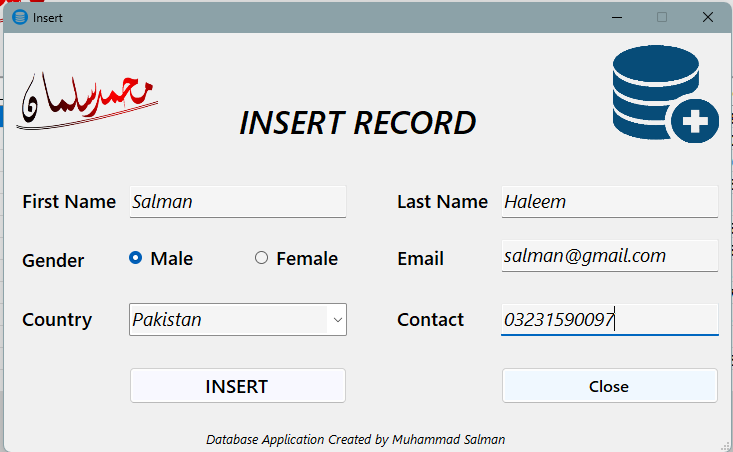 Insert
محمد سلمان
INSERT RECORD
First Name Salman Last Name Haleem
Gender Male Female Email salman@gmail.com
Country Pakistan Contact 03231590097
INSERT Close
Database Application Created by Muhammad Salman